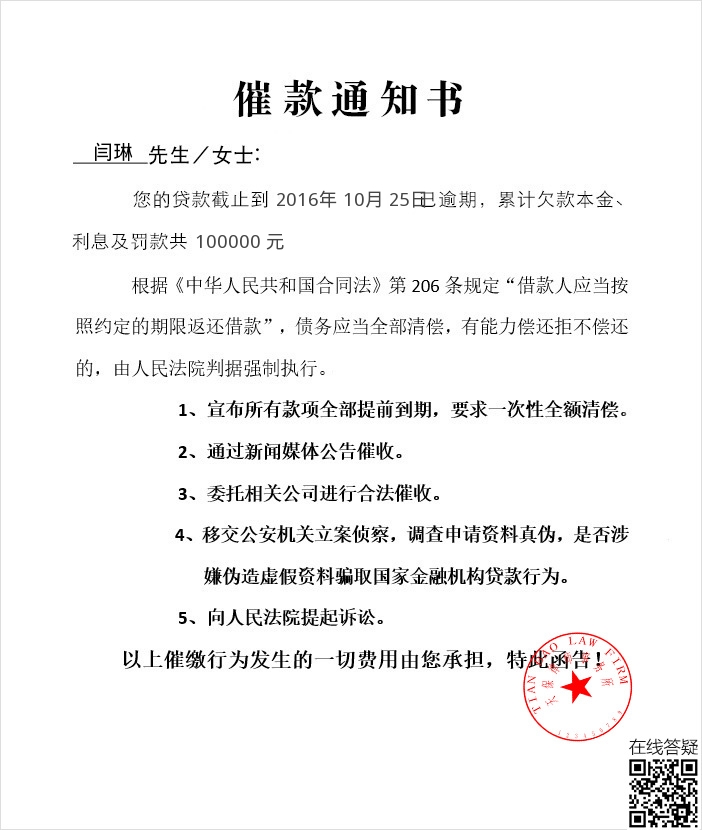 催款通知书
闫琳 先生／女士：
您的贷款截止到 2016年 10月 25日已逾期，累计欠款本金、
利息及罚款共 100000 元
根据《中华人民共和国合同法》第 206 条规定“借款人应当按
照约定的期限返还借款”，债务应当全部清偿，有能力偿还拒不偿还
的，由人民法院判据强制执行。
1、宣布所有款项全部提前到期，要求一次性全额清偿。
2、通过新闻媒体公告催收。
3、委托相关公司进行合法催收。
4、移交公安机关立案侦察，调查申请资料真伪，是否涉
嫌伪造虚假资料骗取国家金融机构贷款行为。
5、向人民法院提起诉讼。
以上催缴行为发生的一切费用由您承担，特此函告！
TIAN BAO LAW FIRM
在线答疑